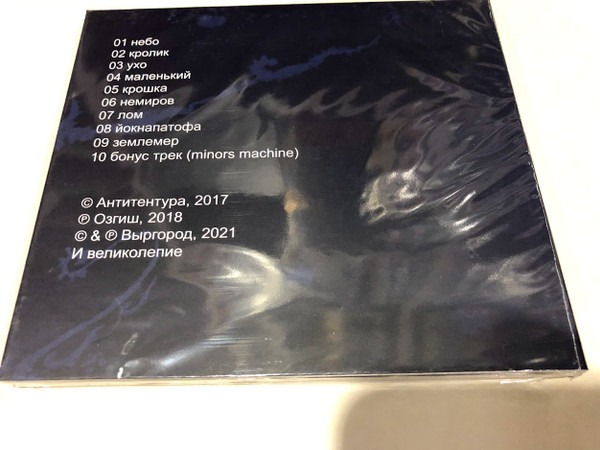 01 небо
02 кролик
03 ухо
04 маленький
05 крошка
06 немиров
07 лом
08 йокнапатофа
09 землемер
10 бонус трек (minors machine)
© Антитентура, 2017
℗ Озгиш, 2018
© & ℗ Выргород, 2021
И великолепие